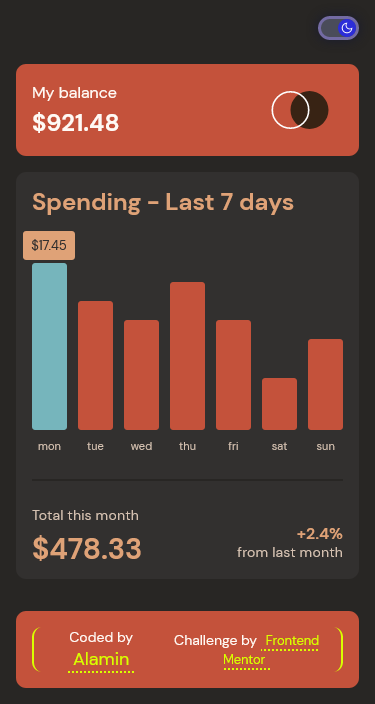 My balance
$921.48
Spending - Last 7 days
$17.45
mon tue wed thu fri sat sun
Total this month
$478.33
+2.4%
from last month
Coded by
Alamin
Challenge by Frontend
Mentor